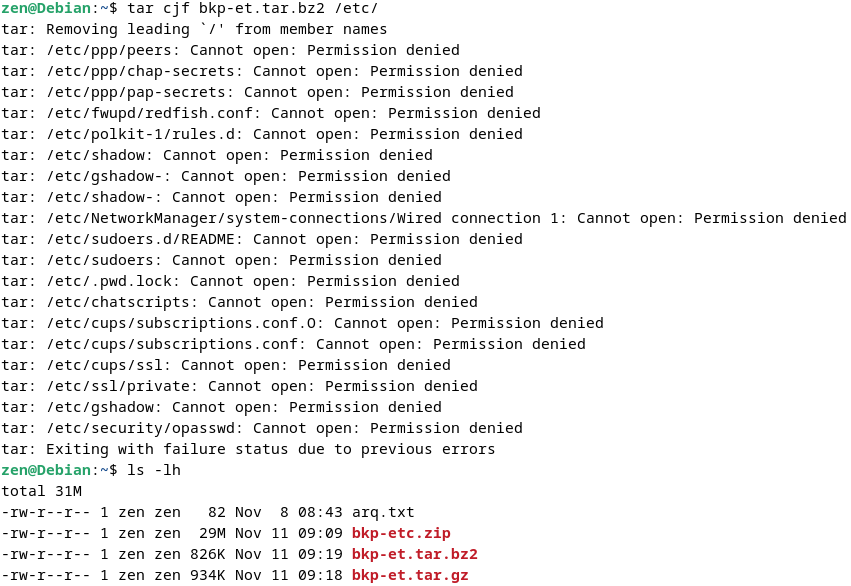 zen@Debian:~$ tar cjf bkp-et.tar.bz2 /etc/
tar: Removing leading `/' from member names
tar: /etc/ppp/peers: Cannot open: Permission denied
tar: /etc/ppp/chap-secrets: Cannot open: Permission denied
tar: /etc/ppp/pap-secrets: Cannot open: Permission denied
tar: /etc/fwupd/redfish.conf: Cannot open: Permission denied
tar: /etc/polkit-1/rules.d: Cannot open: Permission denied
tar: /etc/shadow: Cannot open: Permission denied
tar: /etc/gshadow-: Cannot open: Permission denied
tar: /etc/shadow-: Cannot open: Permission denied
tar: /etc/NetworkManager/system-connections/Wired connection 1: Cannot open: Permission denied
tar: /etc/sudoers.d/README: Cannot open: Permission denied
tar: /etc/sudoers: Cannot open: Permission denied
tar: /etc/.pwd.lock: Cannot open: Permission denied
tar: /etc/chatscripts: Cannot open: Permission denied
tar: /etc/cups/subscriptions.conf.O: Cannot open: Permission denied
tar: /etc/cups/subscriptions.conf: Cannot open: Permission denied
tar: /etc/cups/ssl: Cannot open: Permission denied
tar: /etc/ssl/private: Cannot open: Permission denied
tar: /etc/gshadow: Cannot open: Permission denied
tar: /etc/security/opasswd: Cannot open: Permission denied
tar: Exiting with failure status due to previous errors
zen@Debian:~$ ls -lh
total 31M
-rw-r--r-- 1 zen zen   82 Nov  8 08:43 arq.txt
-rw-r--r-- 1 zen zen  29M Nov 11 09:09 bkp-etc.zip
-rw-r--r-- 1 zen zen 826K Nov 11 09:19 bkp-et.tar.bz2
-rw-r--r-- 1 zen zen 934K Nov 11 09:18 bkp-et.tar.gz